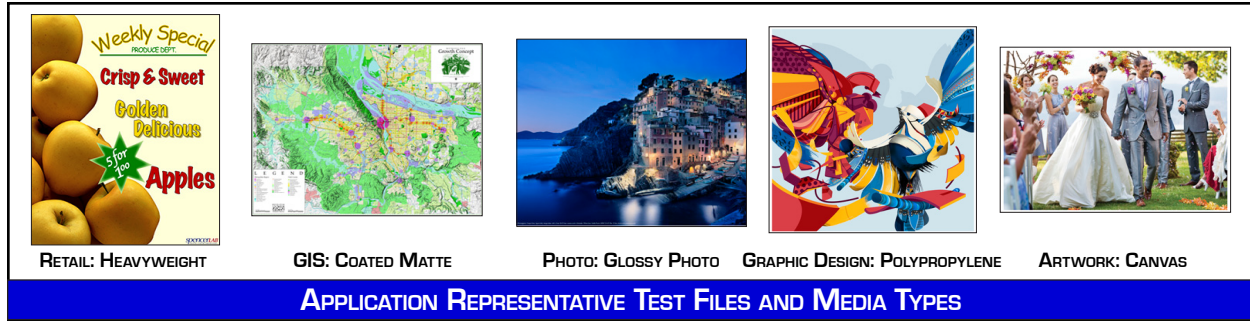 Weekly Special
PRODUCE DEPT.
Crisp & Sweet
Golden
Delicious
5 for
1.00
Apples
SPENCERLAB
Growth Concept
LEGEND
RETAIL: HEAVYWEIGHT
GIS: COATED MATTE
PHOTO: GLOSSY PHOTO
GRAPHIC DESIGN: POLYPROPYLENE
ARTWORK: CANVAS
APPLICATION REPRESENTATIVE TEST FILES AND MEDIA TYPES